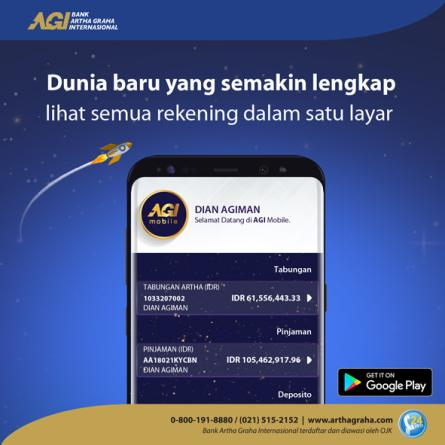 AGI BANK
ARTHA GRAHA
INTERNASIONAL
Dunia baru yang semakin lengkap
lihat semua rekening dalam satu layar
AGI
mobile
DIAN AGIMAN
Selamat Datang di AGI Mobile.
Tabungan
TABUNGAN ARTHA (IDR)
1033207002
IDR 61,556,443.33
DIAN AGIMAN
Pinjaman
PINJAMAN (IDR)
AA18021KYCBN
IDR 105,462,917.96
DIAN AGIMAN
Deposito
GET IT ON
Google Play
0-800-191-8880 / (021) 515-2152 | www.arthagraha.com
Bank Artha Graha Internasional terdaftar dan diawasi oleh OJK
24